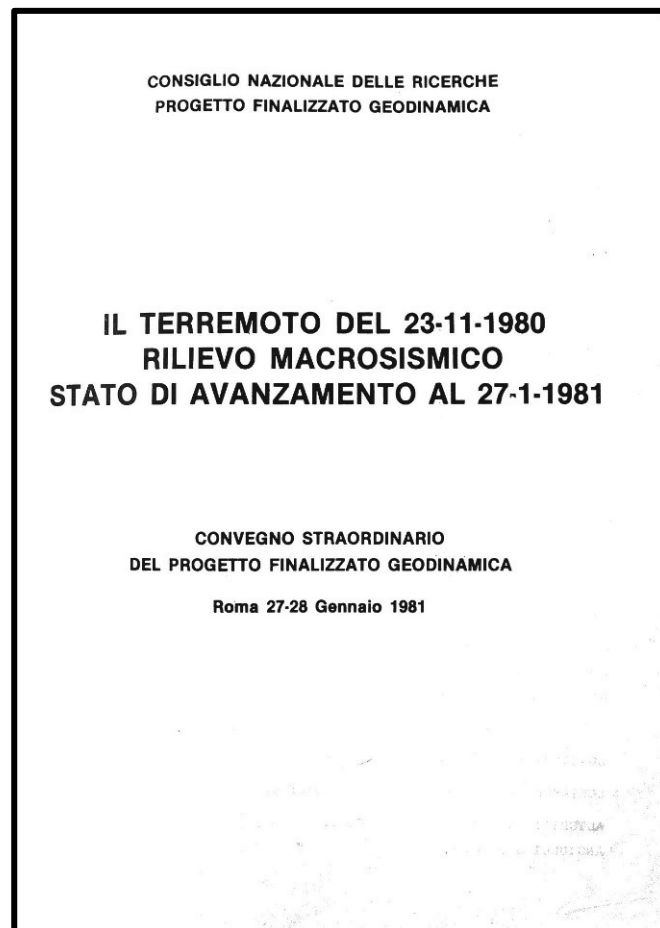 CONSIGLIO NAZIONALE DELLE RICERCHE
PROGETTO FINALIZZATO GEODINAMICA
IL TERREMOTO DEL 23-11-1980
RILIEVO MACROSISMICO
STATO DI AVANZAMENTO AL 27-1-1981
CONVEGNO STRAORDINARIO
DEL PROGETTO FINALIZZATO GEODINAMICA
Roma 27-28 Gennaio 1981